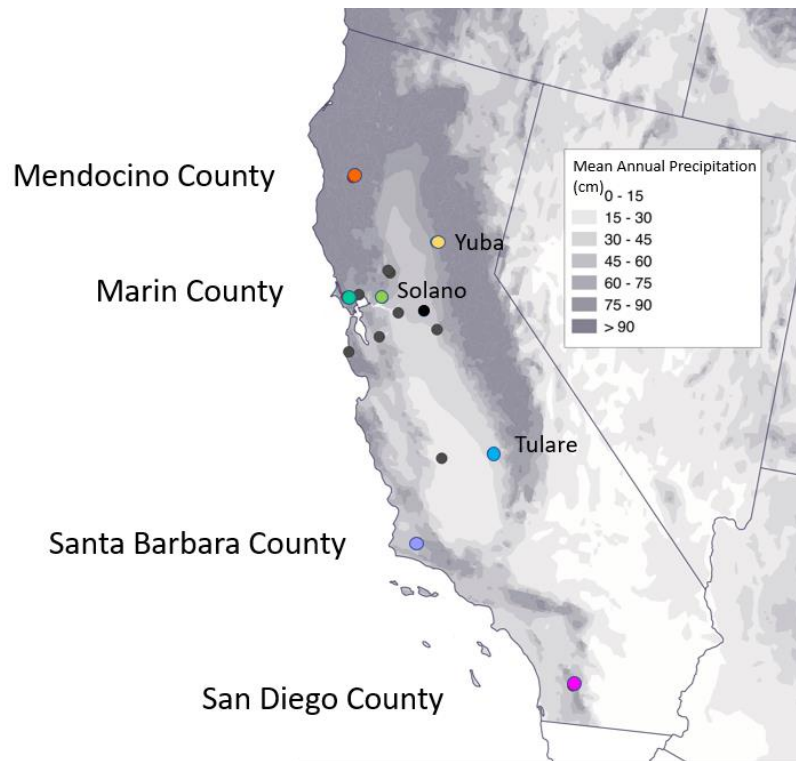 Mendocino County
Mean Annual Precipitation
(cm) 0 - 15
15 - 30
30 - 45
45 - 60
60 - 75
75 - 90
> 90
Yuba
Marin County
Solano
Tulare
Santa Barbara County
San Diego County